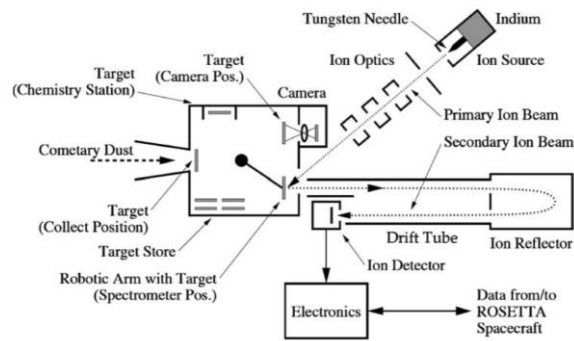 Tungsten Needle
Indium
Ion Optics
Ion Source
Target
(Camera Pos.)
Target
(Chemistry Station)
Camera
Primary Ion Beam
Secondary Ion Beam
Cometary Dust
Target
(Collect Position)
Target Store
Robotic Arm with Target
(Spectrometer Pos.)
Drift Tube
Ion Reflector
Ion Detector
Electronics
Data from/to
ROSETTA
Spacecraft